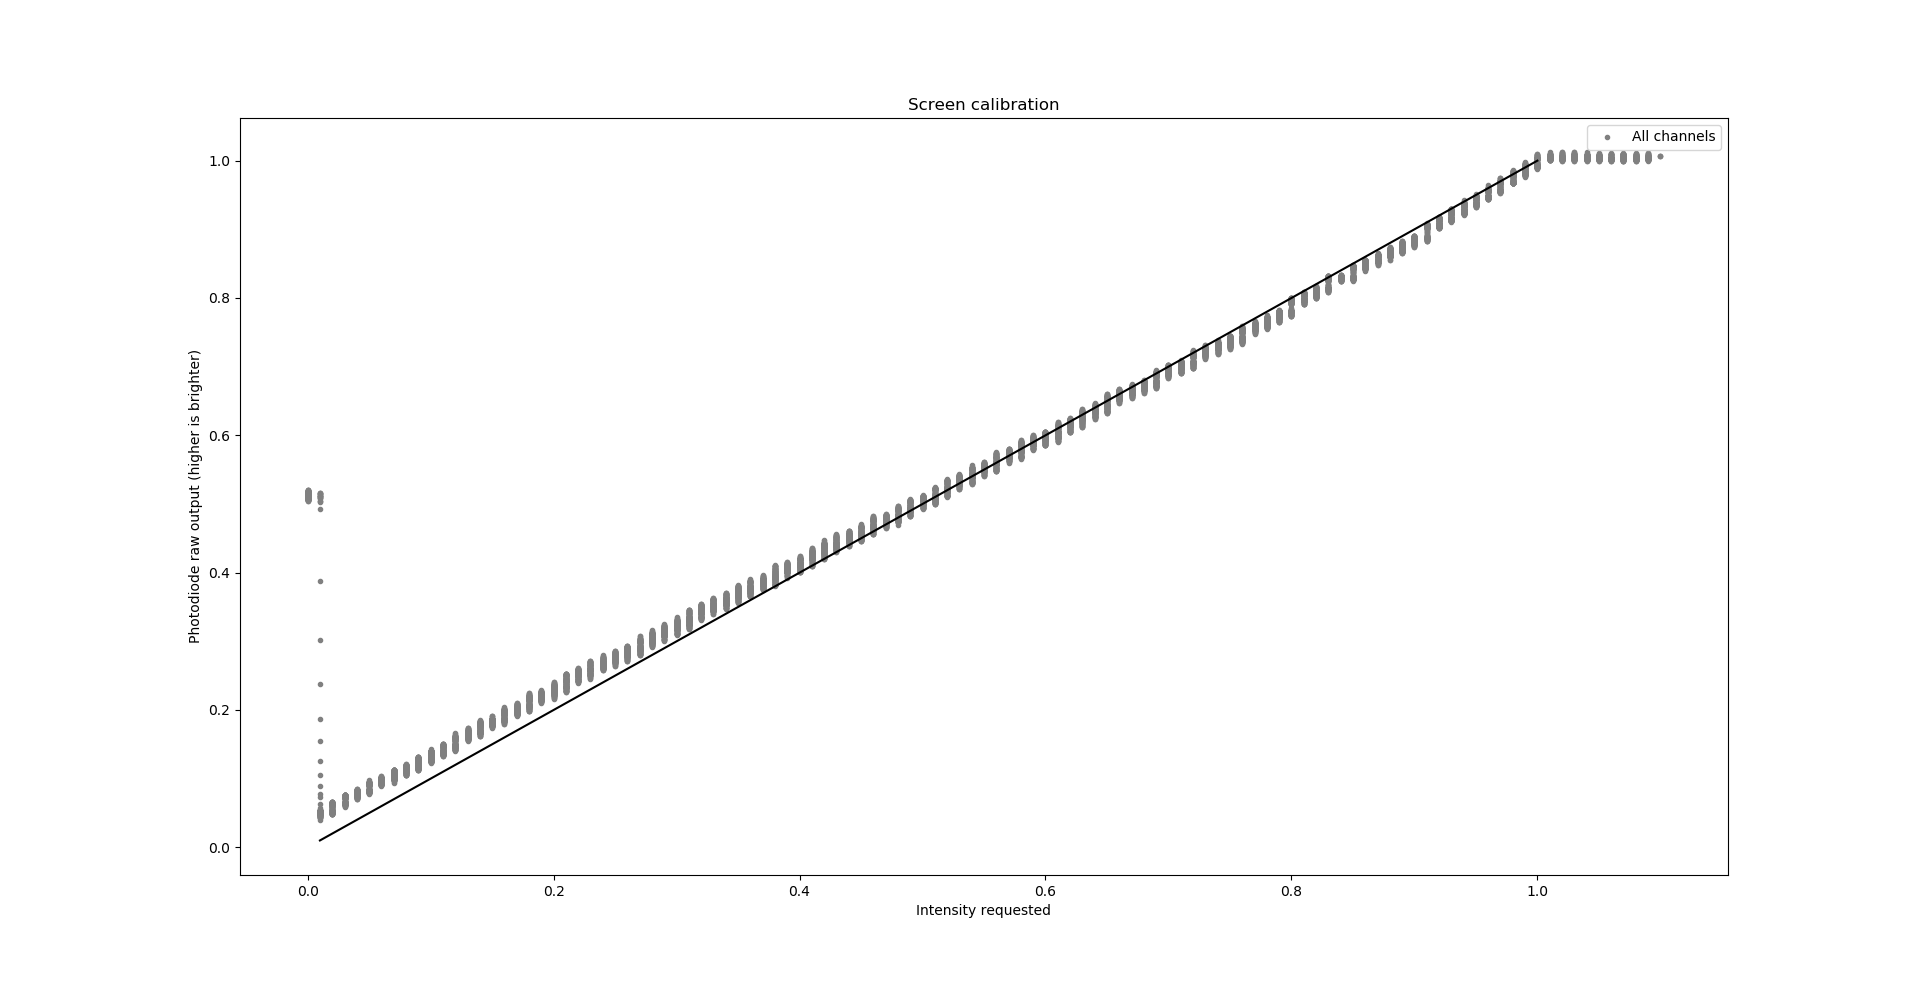 Screen calibration
All channels
Photodiode raw output (higher is brighter)
1.0
0.8
0.6
0.4
0.2
0.0
0.0 0.2 0.4 0.6 0.8 1.0
Intensity requested